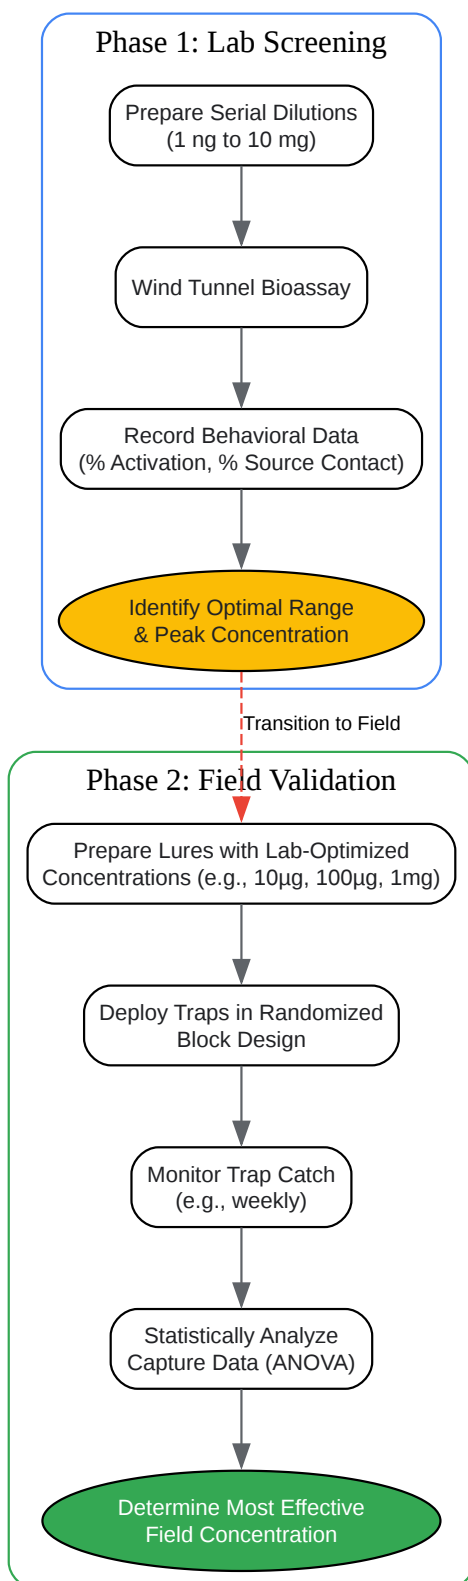 Phase 1: Lab Screening
Prepare Serial Dilutions
(1 ng to 10 mg)
Wind Tunnel Bioassay
Record Behavioral Data
(% Activation, % Source Contact)
Identify Optimal Range
& Peak Concentration
Transition to Field
Phase 2: Field Validation
Prepare Lures with Lab-Optimized
Concentrations (e.g., 10µg, 100µg, 1mg)
Deploy Traps in Randomized
Block Design
Monitor Trap Catch
(e.g., weekly)
Statistically Analyze
Capture Data (ANOVA)
Determine Most Effective
Field Concentration